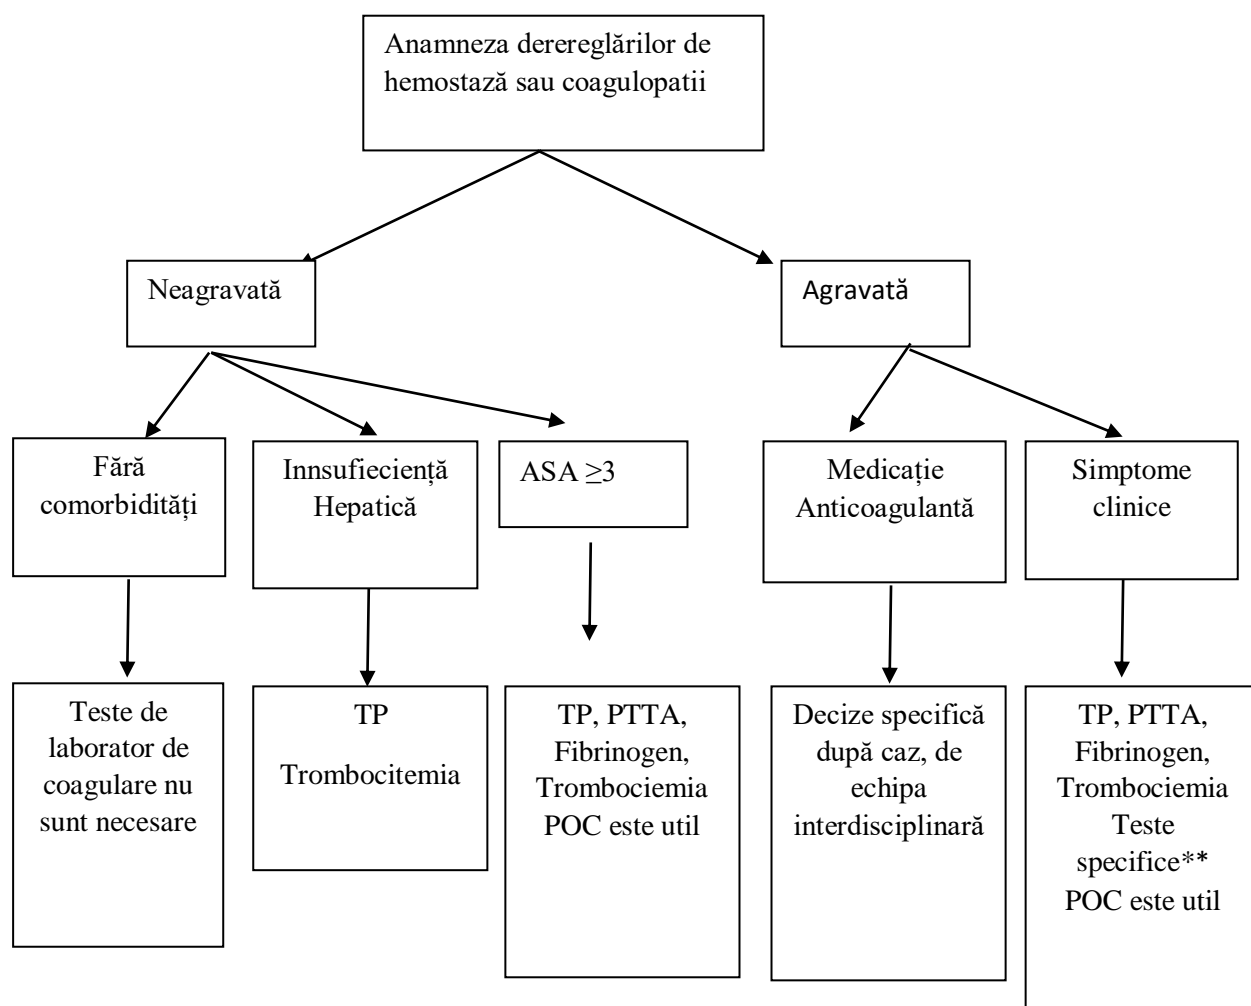 Anamneza derereglărilor de
hemostază sau coagulopatii
Neagravată
Agravată
Fără
comorbidități
Innsufieciență
Hepatică
ASA ≥3
Medicație
Anticoagulantă
Simptome
clinice
Teste de
laborator de
coagulare nu
sunt necesare
TP
Trombocitemia
TP, PTTA,
Fibrinogen,
Trombociemia
POC este util
Decize specifică
după caz, de
echipa
interdisciplinară
TP, PTTA,
Fibrinogen,
Trombociemia
Teste
specifice**
POC este util